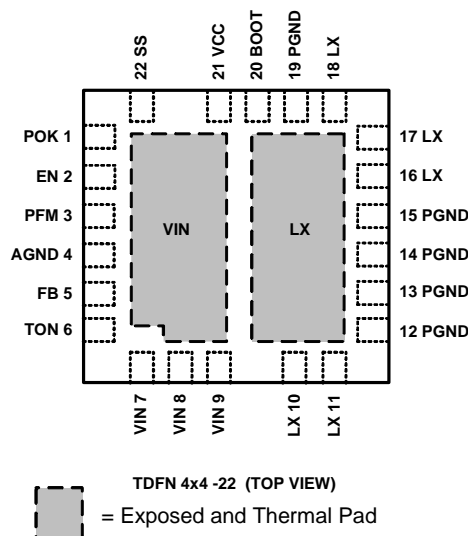 22 SS
21 VCC
20 BOOT
19 PGND
18 LX
POK 1
EN 2
PFM 3
AGND 4
FB 5
TON 6
VIN
LX
17 LX
16 LX
15 PGND
14 PGND
13 PGND
12 PGND
VIN 7
VIN 8
VIN 9
LX 10
LX 11
TDFN 4x4 -22 (TOP VIEW)
= Exposed and Thermal Pad